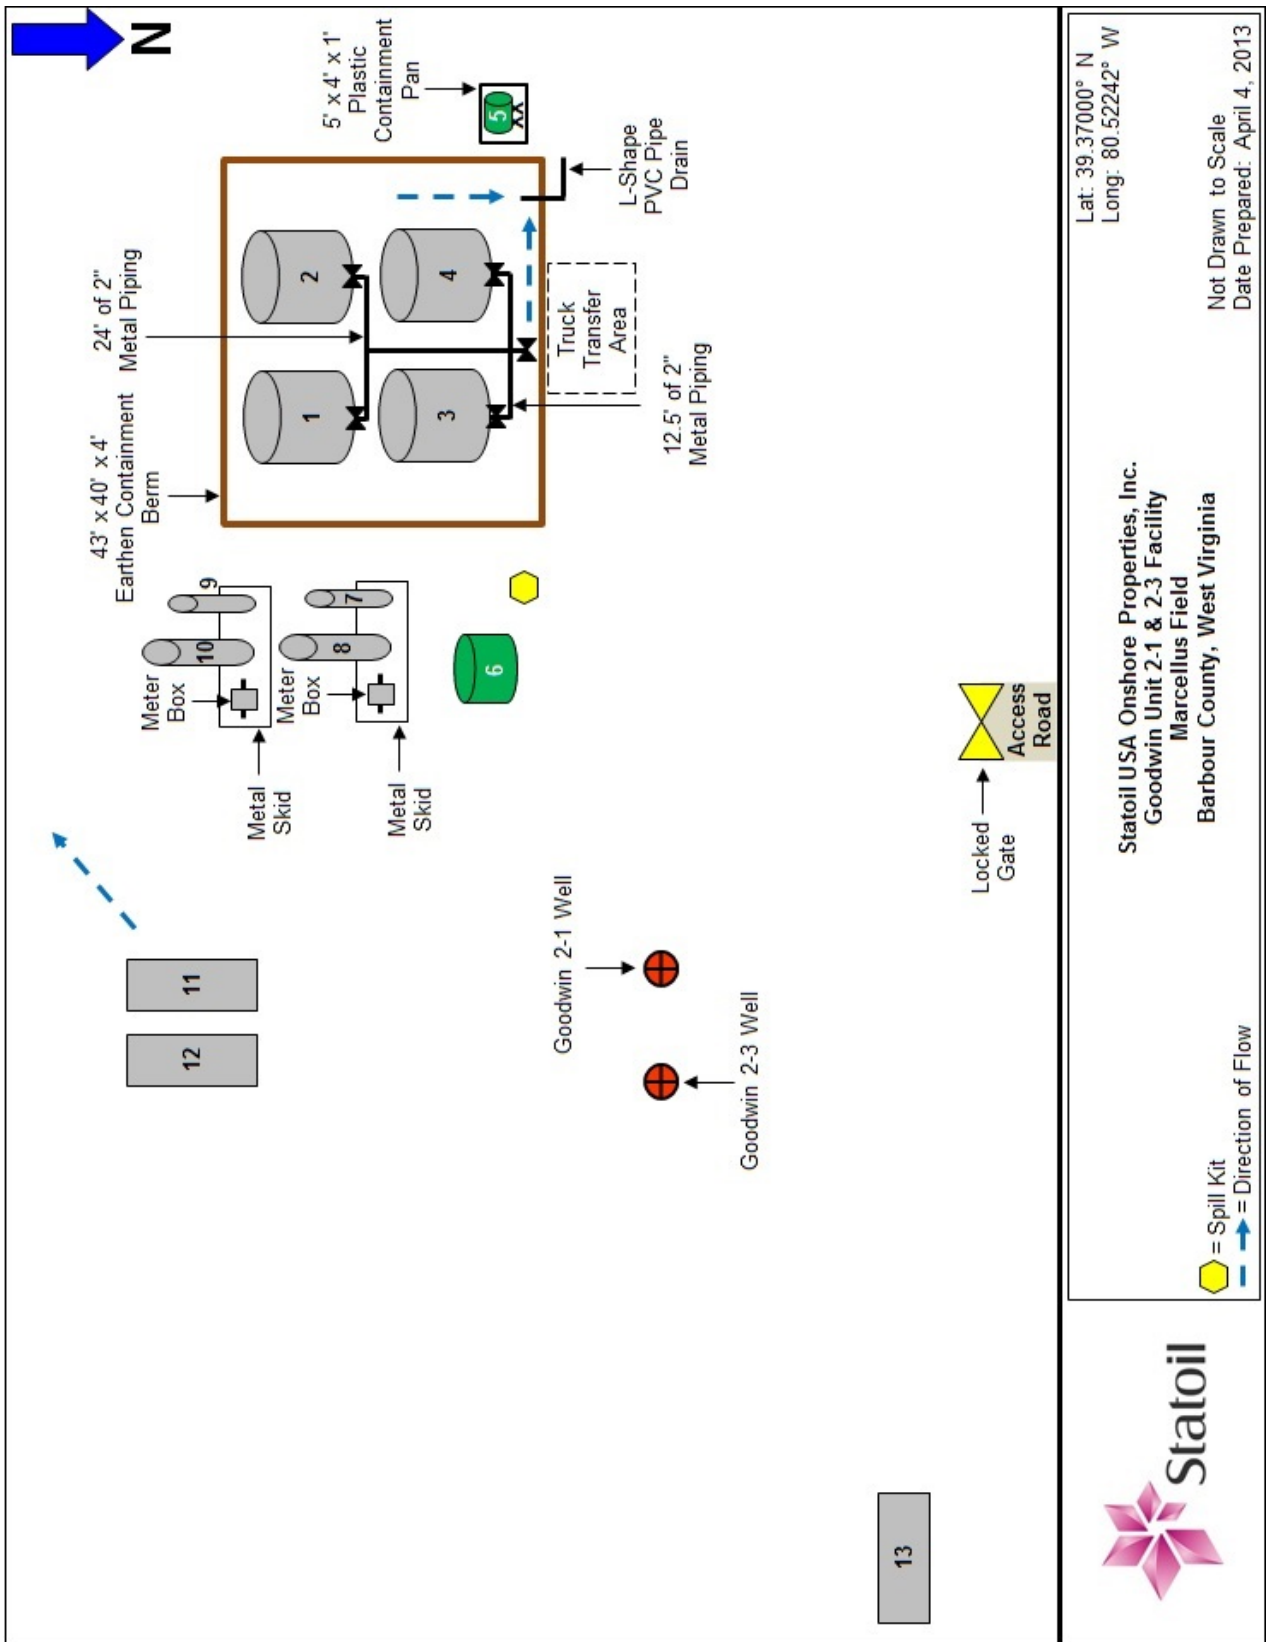 N
5' x 4' x 1'
Plastic
Containment
Pan
5
XX
L-Shape
PVC Pipe
Drain
24' of 2"
Metal Piping
43' x 40' x 4'
Earthen Containment
Berm
1
2
3
4
Truck
Transfer
Area
12.5' of 2"
Metal Piping
9
10
Meter
Box
7
8
Meter
Box
6
Metal
Skid
Metal
Skid
11
12
Goodwin 2-1 Well
Goodwin 2-3 Well
Locked
Gate
Access
Road
13
Statoil
= Spill Kit
= Direction of Flow
Statoil USA Onshore Properties, Inc.
Goodwin Unit 2-1 & 2-3 Facility
Marcellus Field
Barbour County, West Virginia
Lat: 39.37000° N
Long: 80.52242° W
Not Drawn to Scale
Date Prepared: April 4, 2013